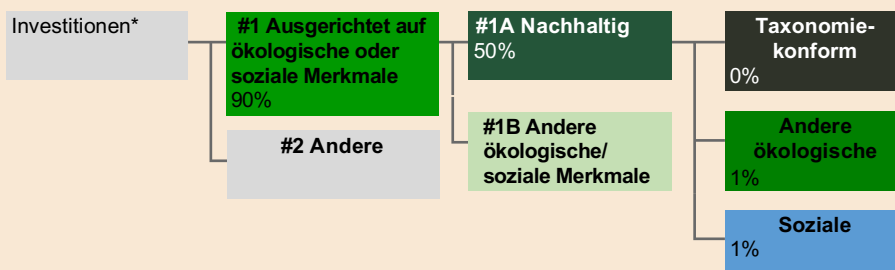 Investitionen*
#1 Ausgerichtet auf
ökologische oder
soziale Merkmale
90%
#2 Andere
#1A Nachhaltig
50%
#1B Andere
ökologische/
soziale Merkmale
Taxonomie-
konform
0%
Andere
ökologische
1%
Soziale
1%